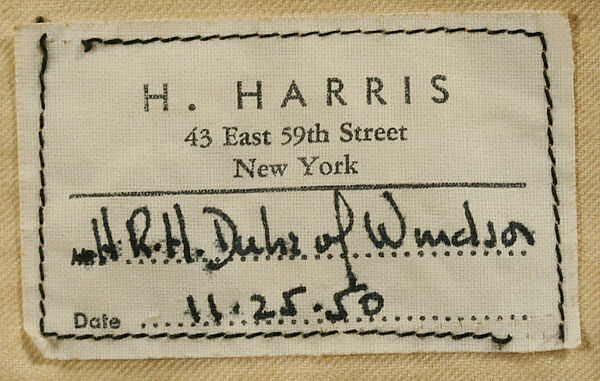 H. HARRIS
43 East 59th Street
New York
H.R.H. Duke of Windsor
Date 11.25.50